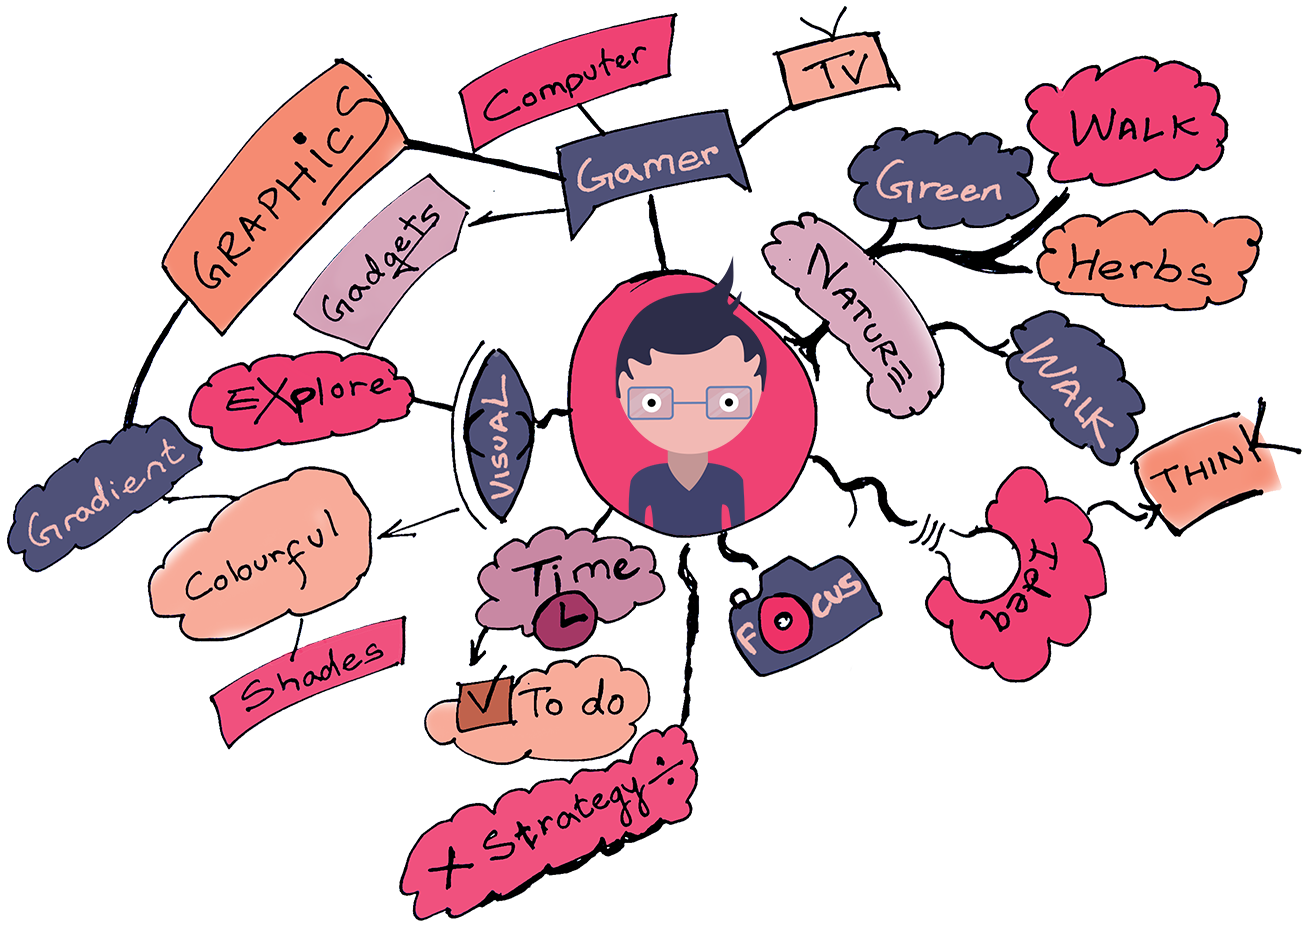 Computer
TV
GRAPHICS
Gamer
WALK
Green
Gadgets
NATURE
Herbs
EXplore
VISUAL
WALK
Gradient
THINK
Colourful
Time
Idea
FOCUS
Shades
To do
+ Strategy ÷